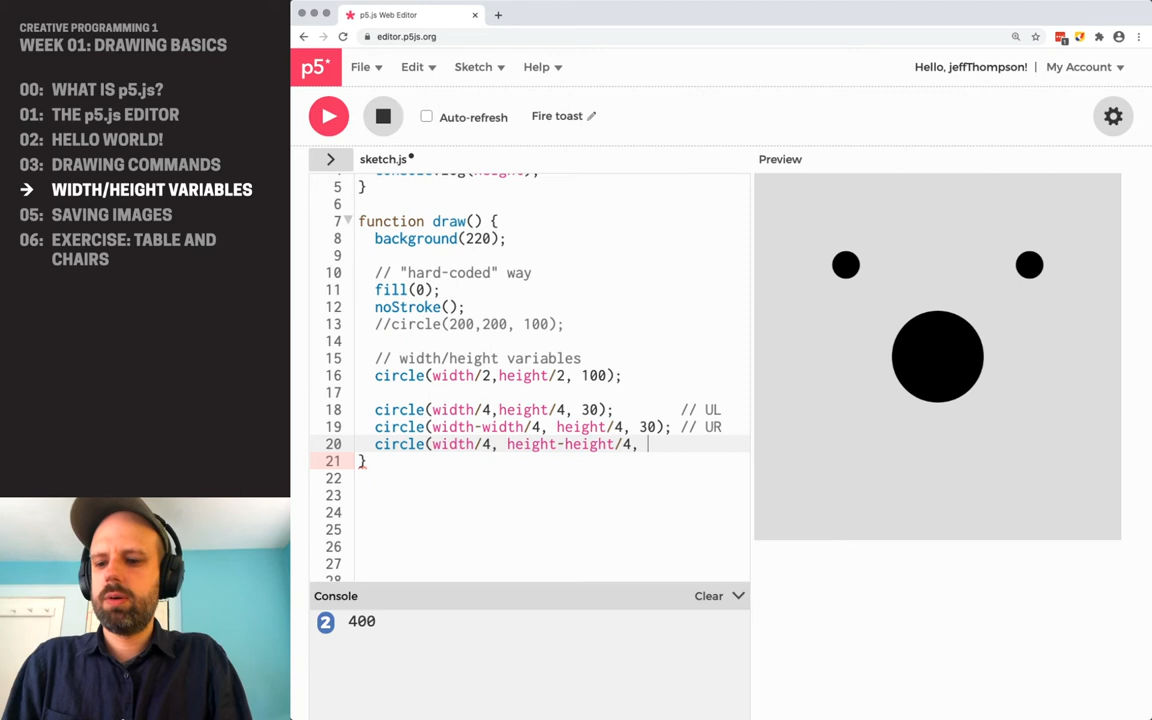 CREATIVE PROGRAMMING 1
WEEK 01: DRAWING BASICS
00: WHAT IS p5.js?
01: THE p5.js EDITOR
02: HELLO WORLD!
03: DRAWING COMMANDS
→ WIDTH/HEIGHT VARIABLES
05: SAVING IMAGES
06: EXERCISE: TABLE AND
CHAIRS
p5.js Web Editor
editor.p5js.org
p5* File Edit Sketch Help Hello, jeffThompson! My Account
Auto-refresh Fire toast
sketch.js
Preview
5 }
6
7 function draw() {
8 background(220);
9
10 // "hard-coded" way
11 fill(0);
12 noStroke();
13 //circle(200,200, 100);
14
15 // width/height variables
16 circle(width/2,height/2, 100);
17
18 circle(width/4,height/4, 30); // UL
19 circle(width-width/4, height/4, 30); // UR
20 circle(width/4, height-height/4,
21 }
22
23
24
25
26
27
Console Clear
2 400